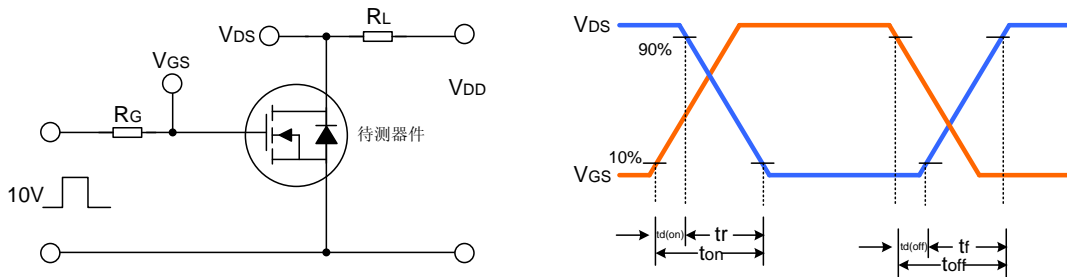 VDS
RL
VGS
VDD
RG
待测器件
10V
VDS
90%
10%
VGS
td(on)
tr
ton
td(off)
tf
toff